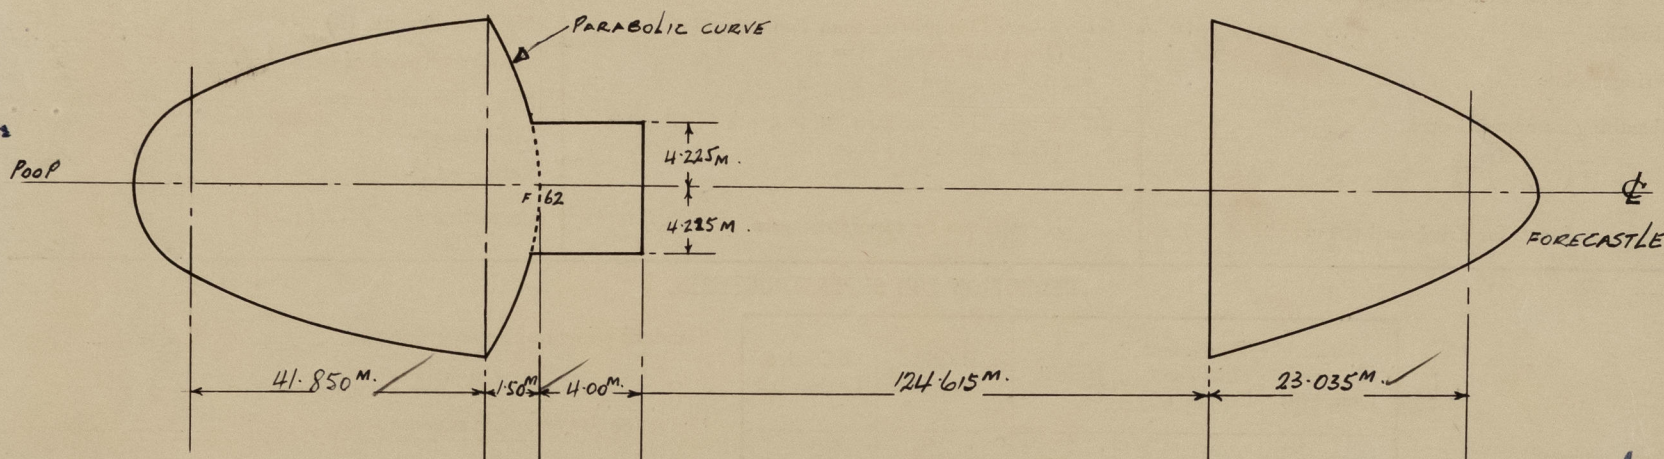 PARABOLIC CURVE
POOP
4.225M.
F 62
4.225M.
℄
FORECASTLE
41.850M.
1.50M
4.00M.
124.615M.
23.035M.